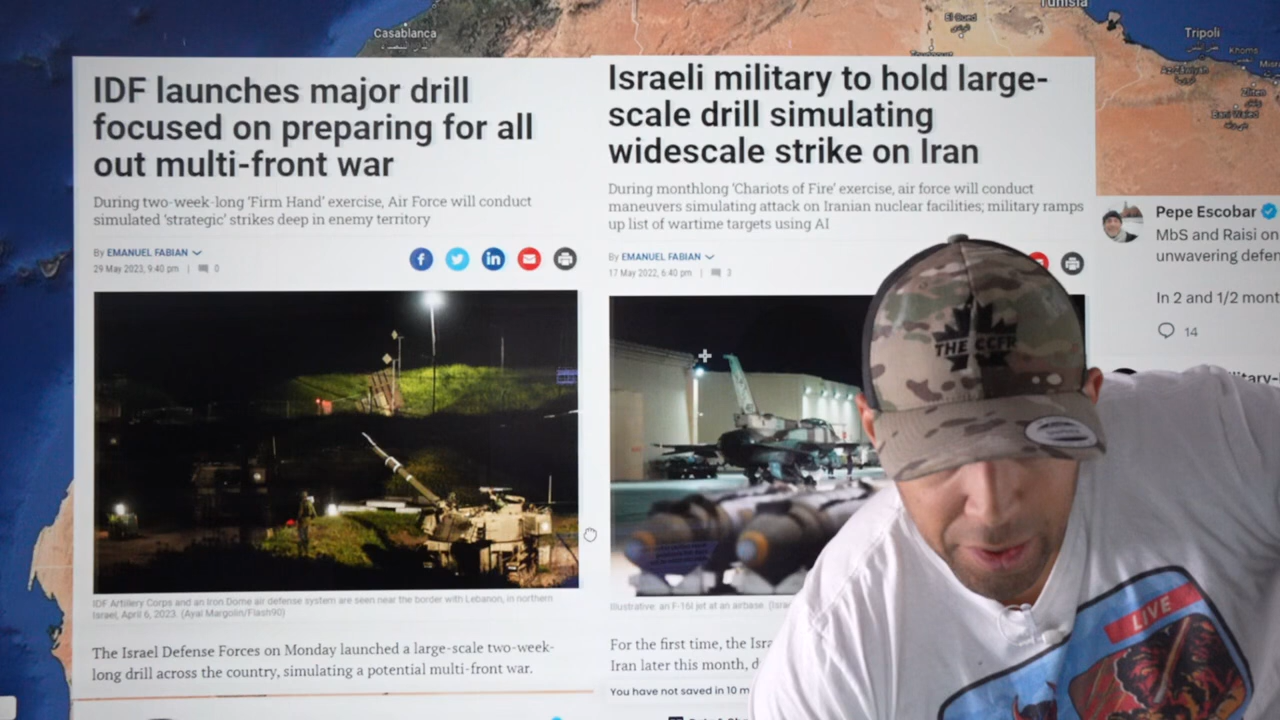 Casablanca
Tunisia
El Oued
Tripoli
Khoms
IDF launches major drill
focused on preparing for all
out multi-front war
During two-week-long 'Firm Hand' exercise, Air Force will conduct
simulated 'strategic' strikes deep in enemy territory
By EMANUEL FABIAN
29 May 2023, 9:40 pm | 0
IDF Artillery Corps and an Iron Dome air defense system are seen near the border with Lebanon, in northern
Israel, April 6, 2023. (Ayal Margolin/Flash90)
The Israel Defense Forces on Monday launched a large-scale two-week-
long drill across the country, simulating a potential multi-front war.
Israeli military to hold large-
scale drill simulating
widescale strike on Iran
During monthlong 'Chariots of Fire' exercise, air force will conduct
maneuvers simulating attack on Iranian nuclear facilities; military ramps
up list of wartime targets using AI
By EMANUEL FABIAN
17 May 2022, 6:40 pm | 3
Illustrative: an F-16I jet at an airbase. (Isra
For the first time, the Isra
Iran later this month, d
You have not saved in 10 m
Pepe Escobar
MbS and Raisi on
unwavering defen
In 2 and 1/2 mont
14
THE CCFR
LIVE